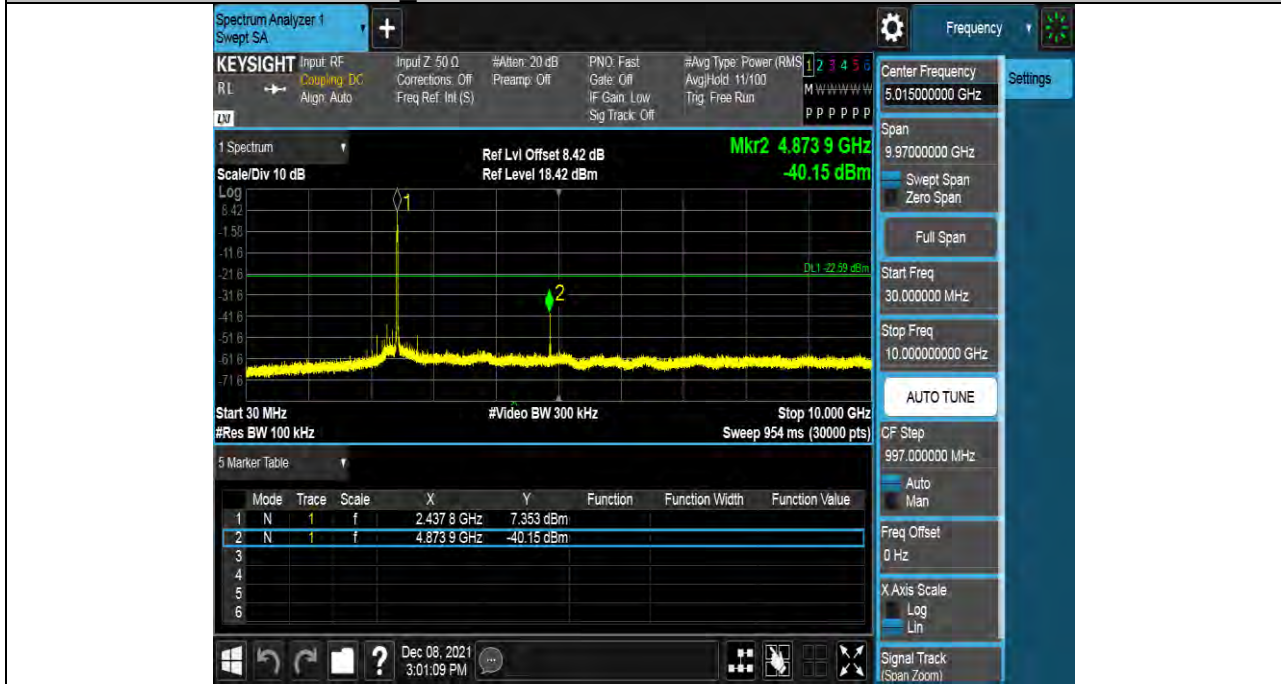 Spectrum Analyzer 1
Swept SA
+
Frequency
KEYSIGHT
RL
LXI
Input: RF
Coupling: DC
Align: Auto
Input Z: 50 Ω
Corrections: Off
Freq Ref: Int (S)
#Atten: 20 dB
Preamp: Off
PNO: Fast
Gate: Off
IF Gain: Low
Sig Track: Off
#Avg Type: Power (RMS
Avg|Hold: 11/100
Trig: Free Run
1 2 3 4 5 6
M W W W W W
P P P P P P
1 Spectrum
Scale/Div 10 dB
Ref Lvl Offset 8.42 dB
Ref Level 18.42 dBm
Mkr2 4.873 9 GHz
-40.15 dBm
Log
8.42
-1.58
-11.6
-21.6
-31.6
-41.6
-51.6
-61.6
-71.6
1
2
DL1 -22.59 dBm
Start 30 MHz
#Res BW 100 kHz
#Video BW 300 kHz
Stop 10.000 GHz
Sweep 954 ms (30000 pts)
5 Marker Table
Mode Trace Scale X Y Function Function Width Function Value
1 N 1 f 2.437 8 GHz 7.353 dBm
2 N 1 f 4.873 9 GHz -40.15 dBm
3
4
5
6
?
Dec 08, 2021
3:01:09 PM
Center Frequency
5.015000000 GHz
Settings
Span
9.97000000 GHz
Swept Span
Zero Span
Full Span
Start Freq
30.000000 MHz
Stop Freq
10.000000000 GHz
AUTO TUNE
CF Step
997.000000 MHz
Auto
Man
Freq Offset
0 Hz
X Axis Scale
Log
Lin
Signal Track
(Span Zoom)